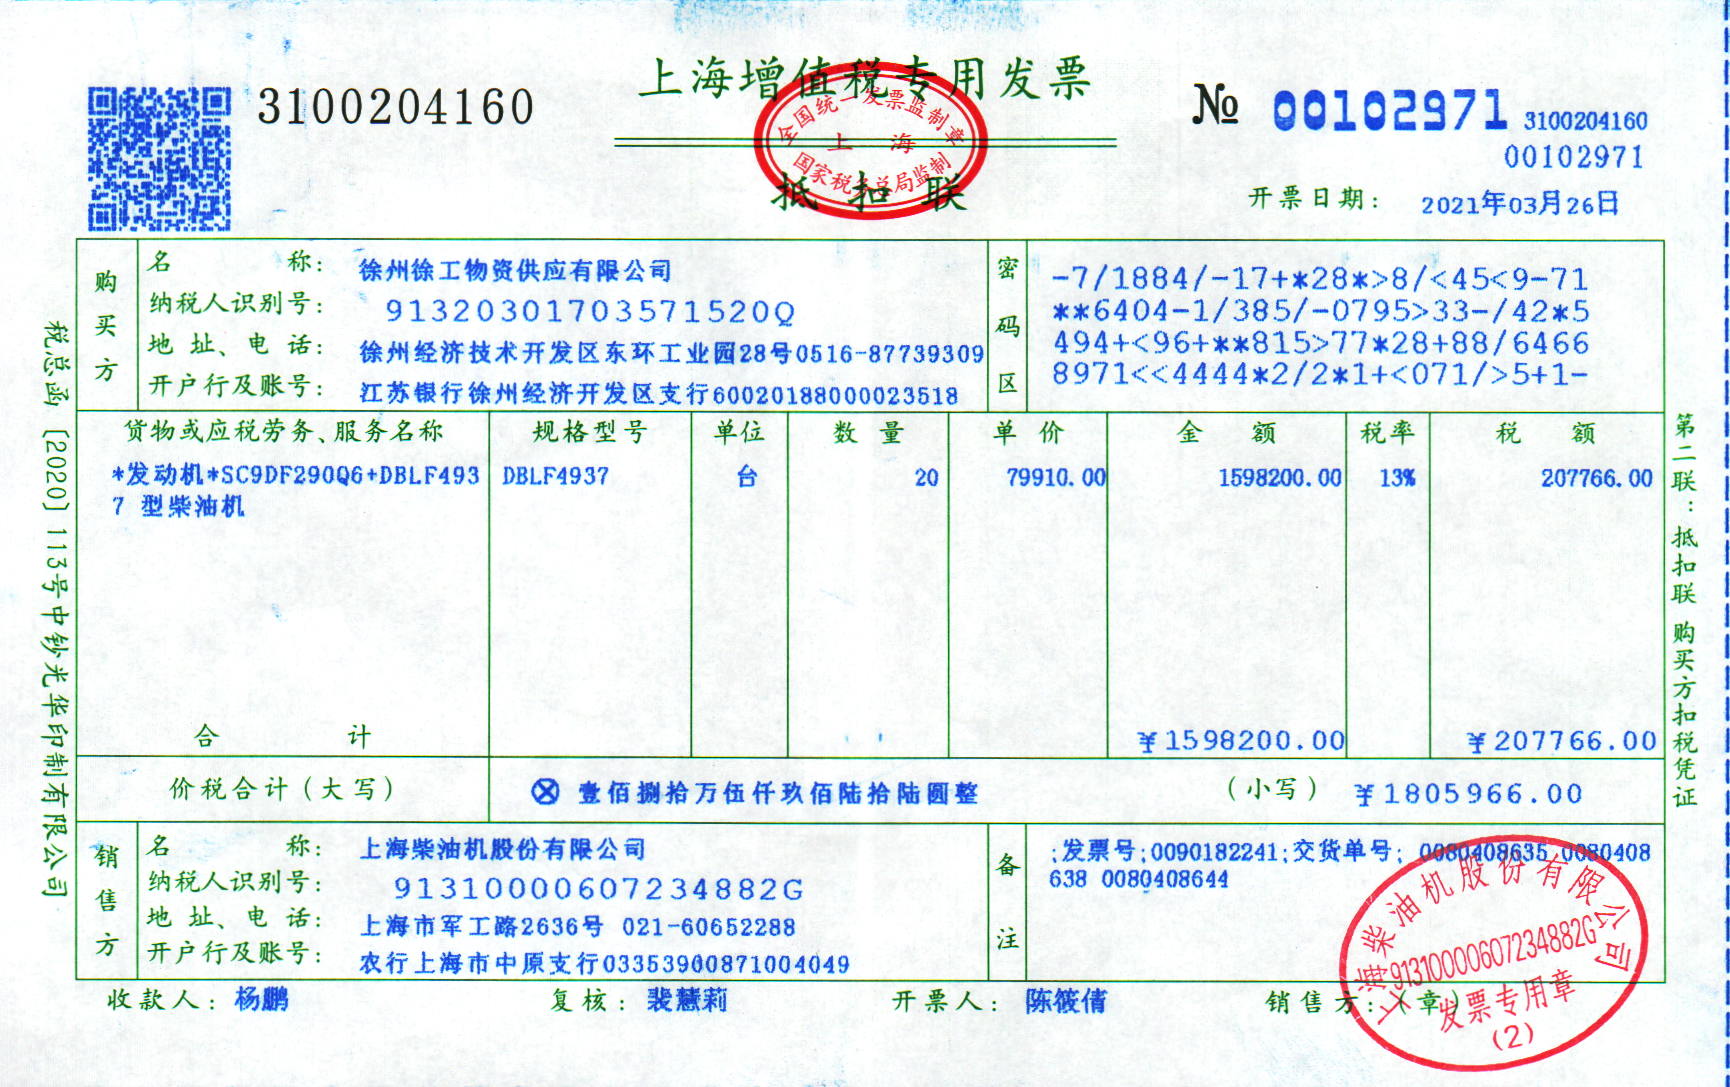 3100204160
上海增值税专用发票
全国统一发票监制章
上海
国家税务总局监制
抵扣联
№ 00102971
3100204160
00102971
开票日期: 2021年03月26日
税总函〔2020〕113号中钞光华印制有限公司
购买方
名称: 徐州徐工物资供应有限公司
纳税人识别号: 91320301703571520Q
地址、电话: 徐州经济技术开发区东环工业园28号0516-87739309
开户行及账号: 江苏银行徐州经济开发区支行60020188000023518
密码区
-7/1884/-17+*28*>8/<45<9-71
**6404-1/385/-0795>33-/42*5
494+<96+**815>77*28+88/6466
8971<<4444*2/2*1+<071/>5+1-
货物或应税劳务、服务名称 规格型号 单位 数量 单价 金额 税率 税额
*发动机*SC9DF290Q6+DBLF493 DBLF4937 台 20 79910.00 1598200.00 13% 207766.00
7 型柴油机
合计 ¥1598200.00 ¥207766.00
价税合计(大写) ⊗ 壹佰捌拾万伍仟玖佰陆拾陆圆整 (小写) ¥1805966.00
第二联:抵扣联 购买方扣税凭证
销售方
名称: 上海柴油机股份有限公司
纳税人识别号: 91310000607234882G
地址、电话: 上海市军工路2636号 021-60652288
开户行及账号: 农行上海市中原支行03353900871004049
备注
;发票号;0090182241;交货单号; 0080408635 0080408
638 0080408644
收款人: 杨鹏 复核: 裴慧莉 开票人: 陈筱倩 销售方:(章)
上海柴油机股份有限公司
91310000607234882G
发票专用章
(2)